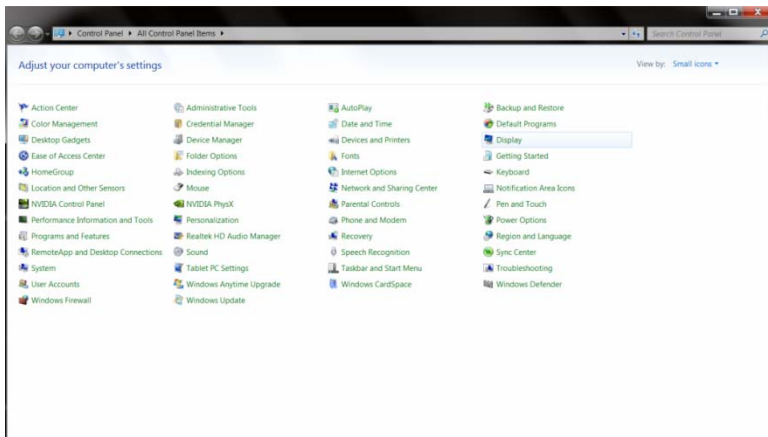 Control Panel ▸ All Control Panel Items ▸
Search Control Panel
Adjust your computer's settings
View by: Small icons
Action Center
Administrative Tools
AutoPlay
Backup and Restore
Color Management
Credential Manager
Date and Time
Default Programs
Desktop Gadgets
Device Manager
Devices and Printers
Display
Ease of Access Center
Folder Options
Fonts
Getting Started
HomeGroup
Indexing Options
Internet Options
Keyboard
Location and Other Sensors
Mouse
Network and Sharing Center
Notification Area Icons
NVIDIA Control Panel
NVIDIA PhysX
Parental Controls
Pen and Touch
Performance Information and Tools
Personalization
Phone and Modem
Power Options
Programs and Features
Realtek HD Audio Manager
Recovery
Region and Language
RemoteApp and Desktop Connections
Sound
Speech Recognition
Sync Center
System
Tablet PC Settings
Taskbar and Start Menu
Troubleshooting
User Accounts
Windows Anytime Upgrade
Windows CardSpace
Windows Defender
Windows Firewall
Windows Update